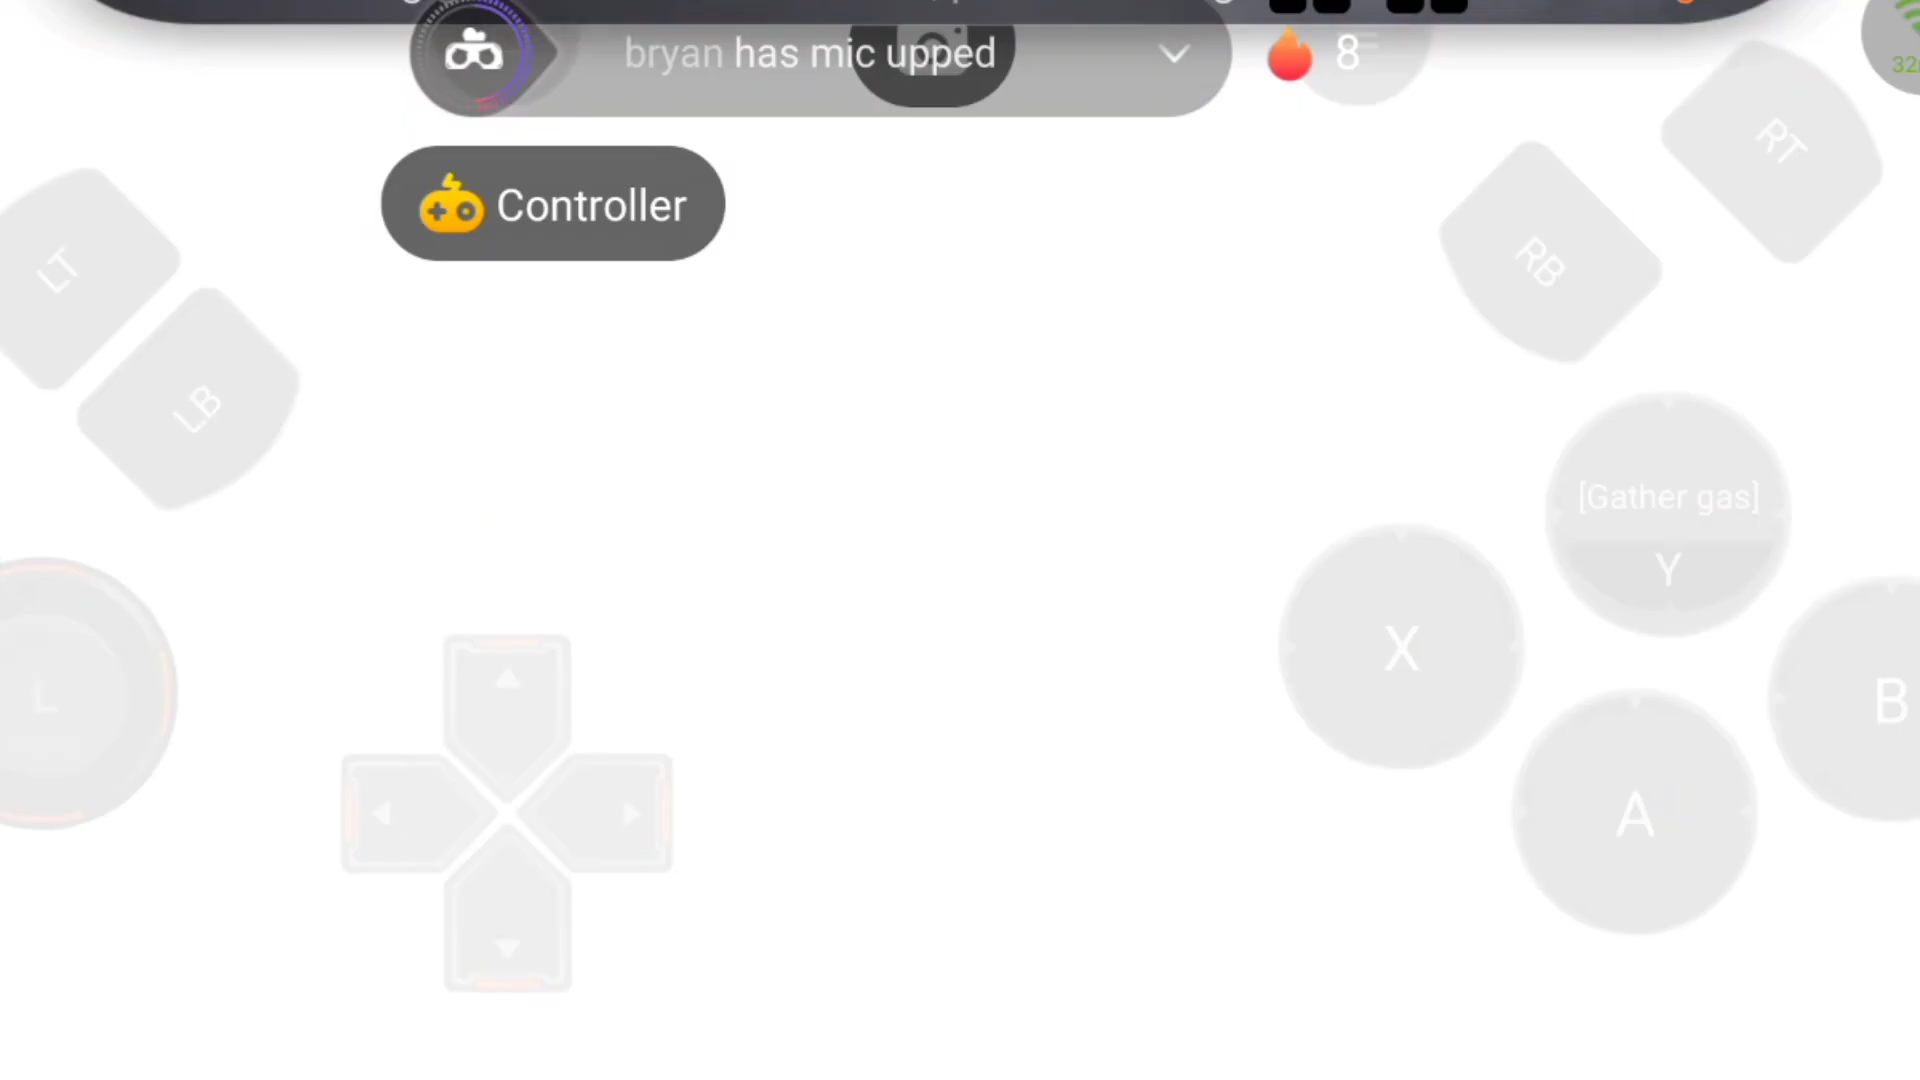 bryan has mic upped
8
Controller
LT
LB
RT
RB
[Gather gas]
Y
X
B
A
L